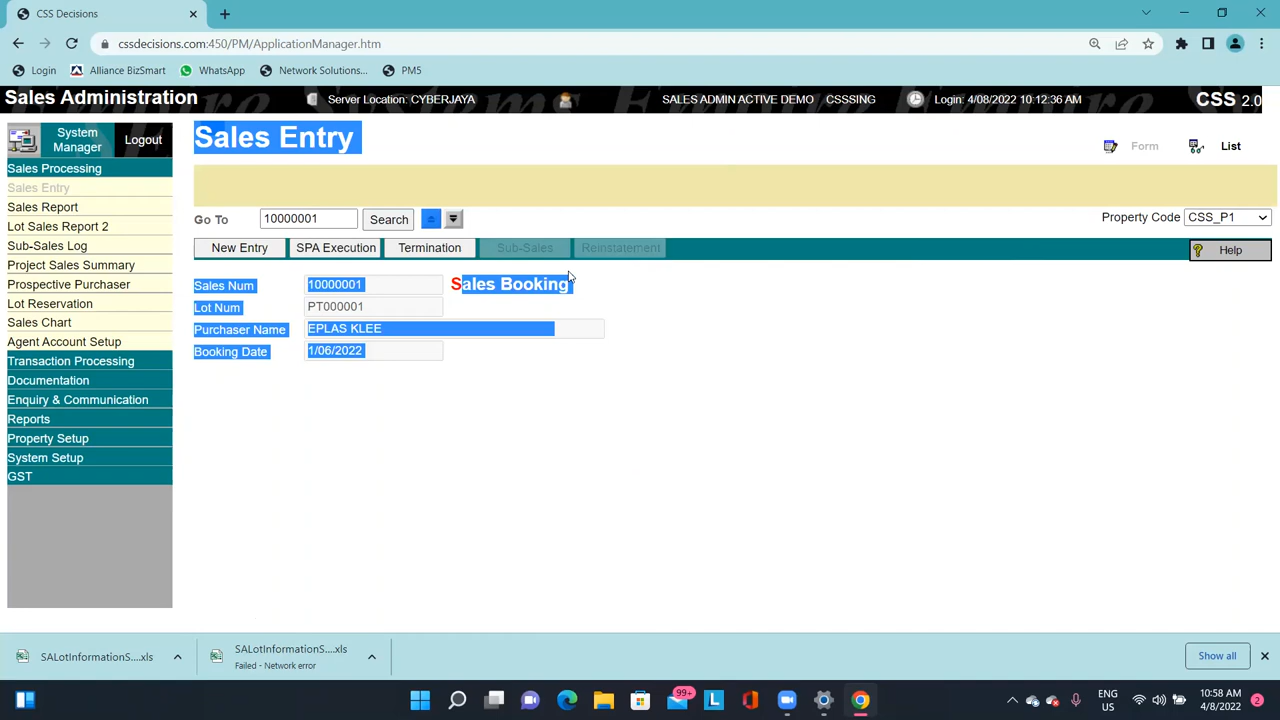 CSS Decisions
cssdecisions.com:450/PM/ApplicationManager.htm
Login
Alliance BizSmart
WhatsApp
Network Solutions...
PM5
Sales Administration
Server Location: CYBERJAYA
SALES ADMIN ACTIVE DEMO CSSSING
Login: 4/08/2022 10:12:36 AM
CSS 2.0
System Manager
Logout
Sales Processing
Sales Entry
Sales Report
Lot Sales Report 2
Sub-Sales Log
Project Sales Summary
Prospective Purchaser
Lot Reservation
Sales Chart
Agent Account Setup
Transaction Processing
Documentation
Enquiry & Communication
Reports
Property Setup
System Setup
GST
Sales Entry
Form
List
Go To 10000001 Search
Property Code CSS_P1
New Entry SPA Execution Termination Sub-Sales Reinstatement
? Help
Sales Num 10000001 Sales Booking
Lot Num PT000001
Purchaser Name EPLAS KLEE
Booking Date 1/06/2022
SALotInformationS....xls
SALotInformationS....xls
Failed - Network error
Show all
99+
L
ENG
US
10:58 AM
4/8/2022
2